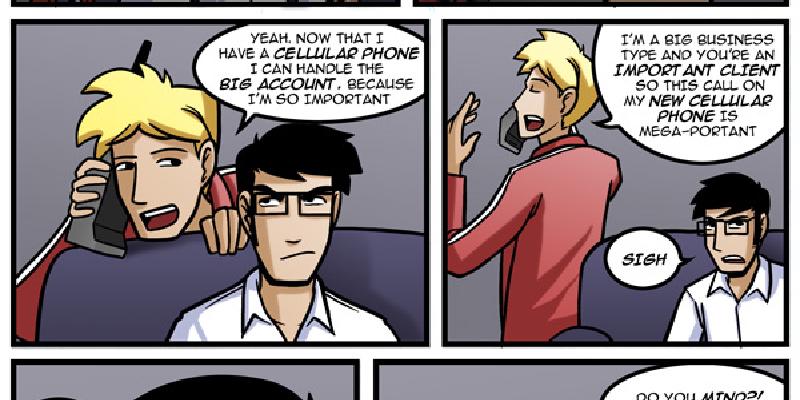 YEAH. NOW THAT I
HAVE A CELLULAR PHONE
I CAN HANDLE THE
BIG ACCOUNT, BECAUSE
I'M SO IMPORTANT
I'M A BIG BUSINESS
TYPE AND YOU'RE AN
IMPORTANT CLIENT
SO THIS CALL ON
MY NEW CELLULAR
PHONE IS
MEGA-PORTANT
SIGH
DO YOU MIND?!